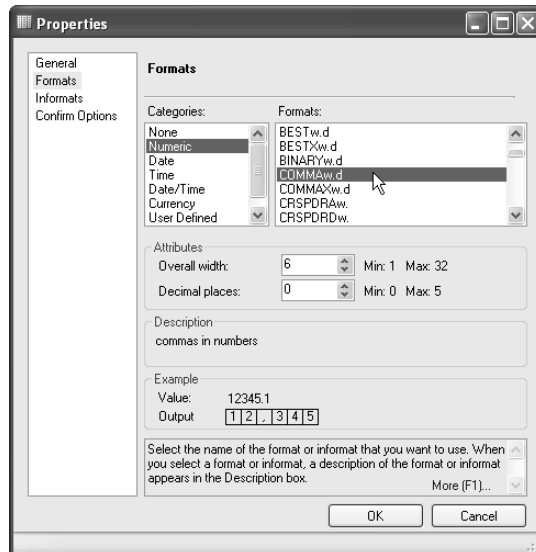 Properties
General
Formats
Informats
Confirm Options
Formats
Categories:
None
Numeric
Date
Time
Date/Time
Currency
User Defined
Formats:
BESTw.d
BESTXw.d
BINARYw.d
COMMAw.d
COMMAXw.d
CRSPDRAw.
CRSPDRDw.
Attributes
Overall width: 6 Min: 1 Max: 32
Decimal places: 0 Min: 0 Max: 5
Description
commas in numbers
Example
Value: 12345.1
Output 12,345
Select the name of the format or informat that you want to use. When
you select a format or informat, a description of the format or informat
appears in the Description box.
More (F1)...
OK Cancel